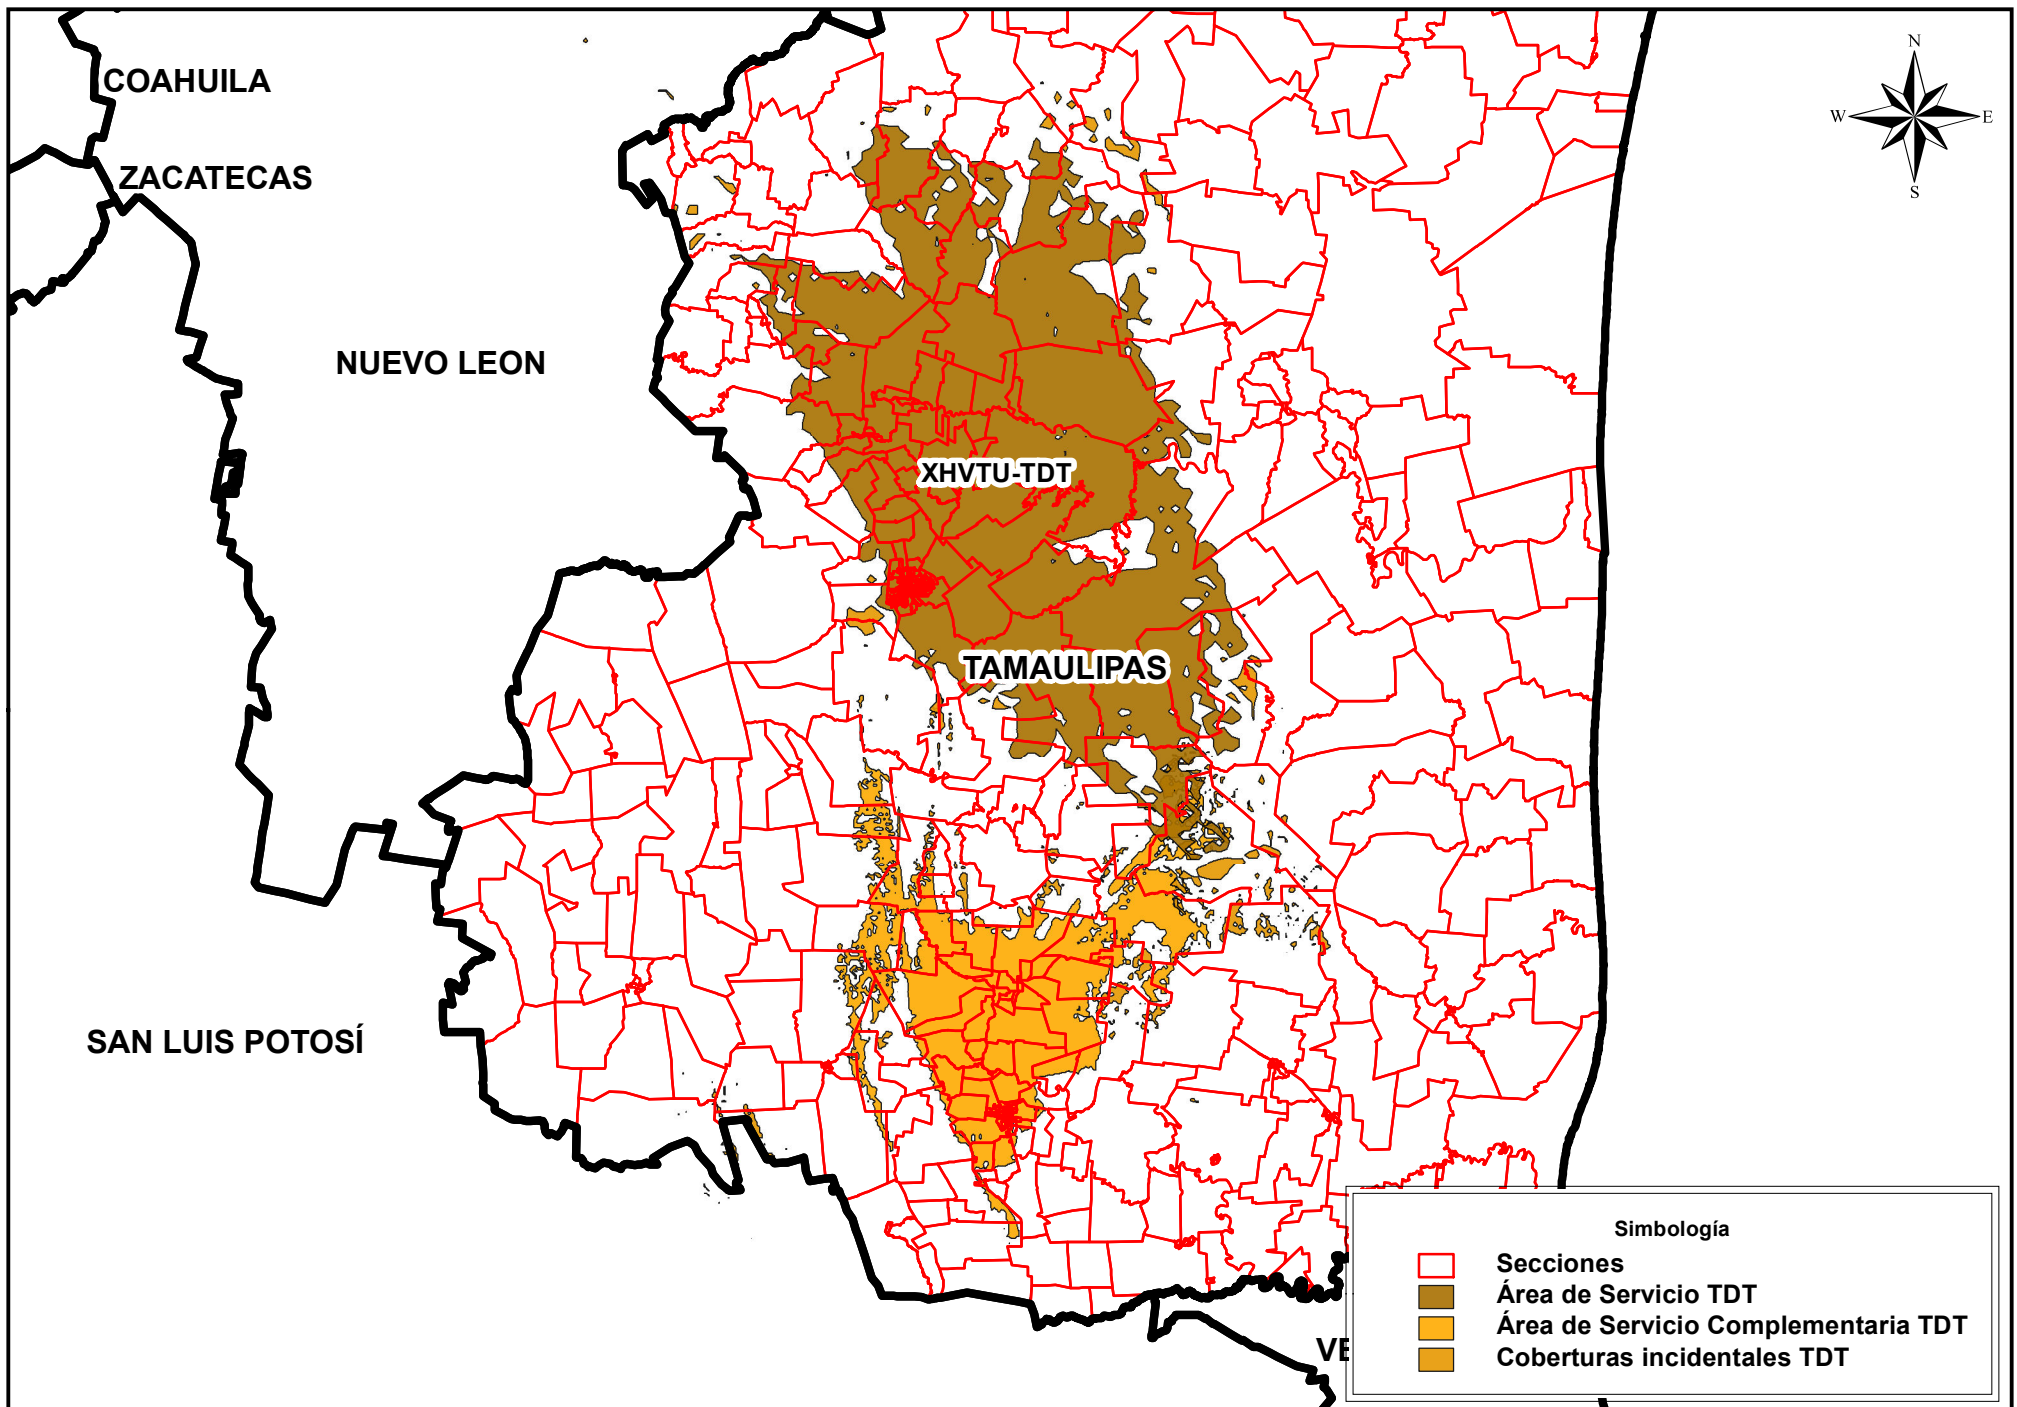 N
W E
S
COAHUILA
ZACATECAS
NUEVO LEON
XHVTU-TDT
TAMAULIPAS
SAN LUIS POTOSÍ
VE
Simbología
Secciones
Área de Servicio TDT
Área de Servicio Complementaria TDT
Coberturas incidentales TDT